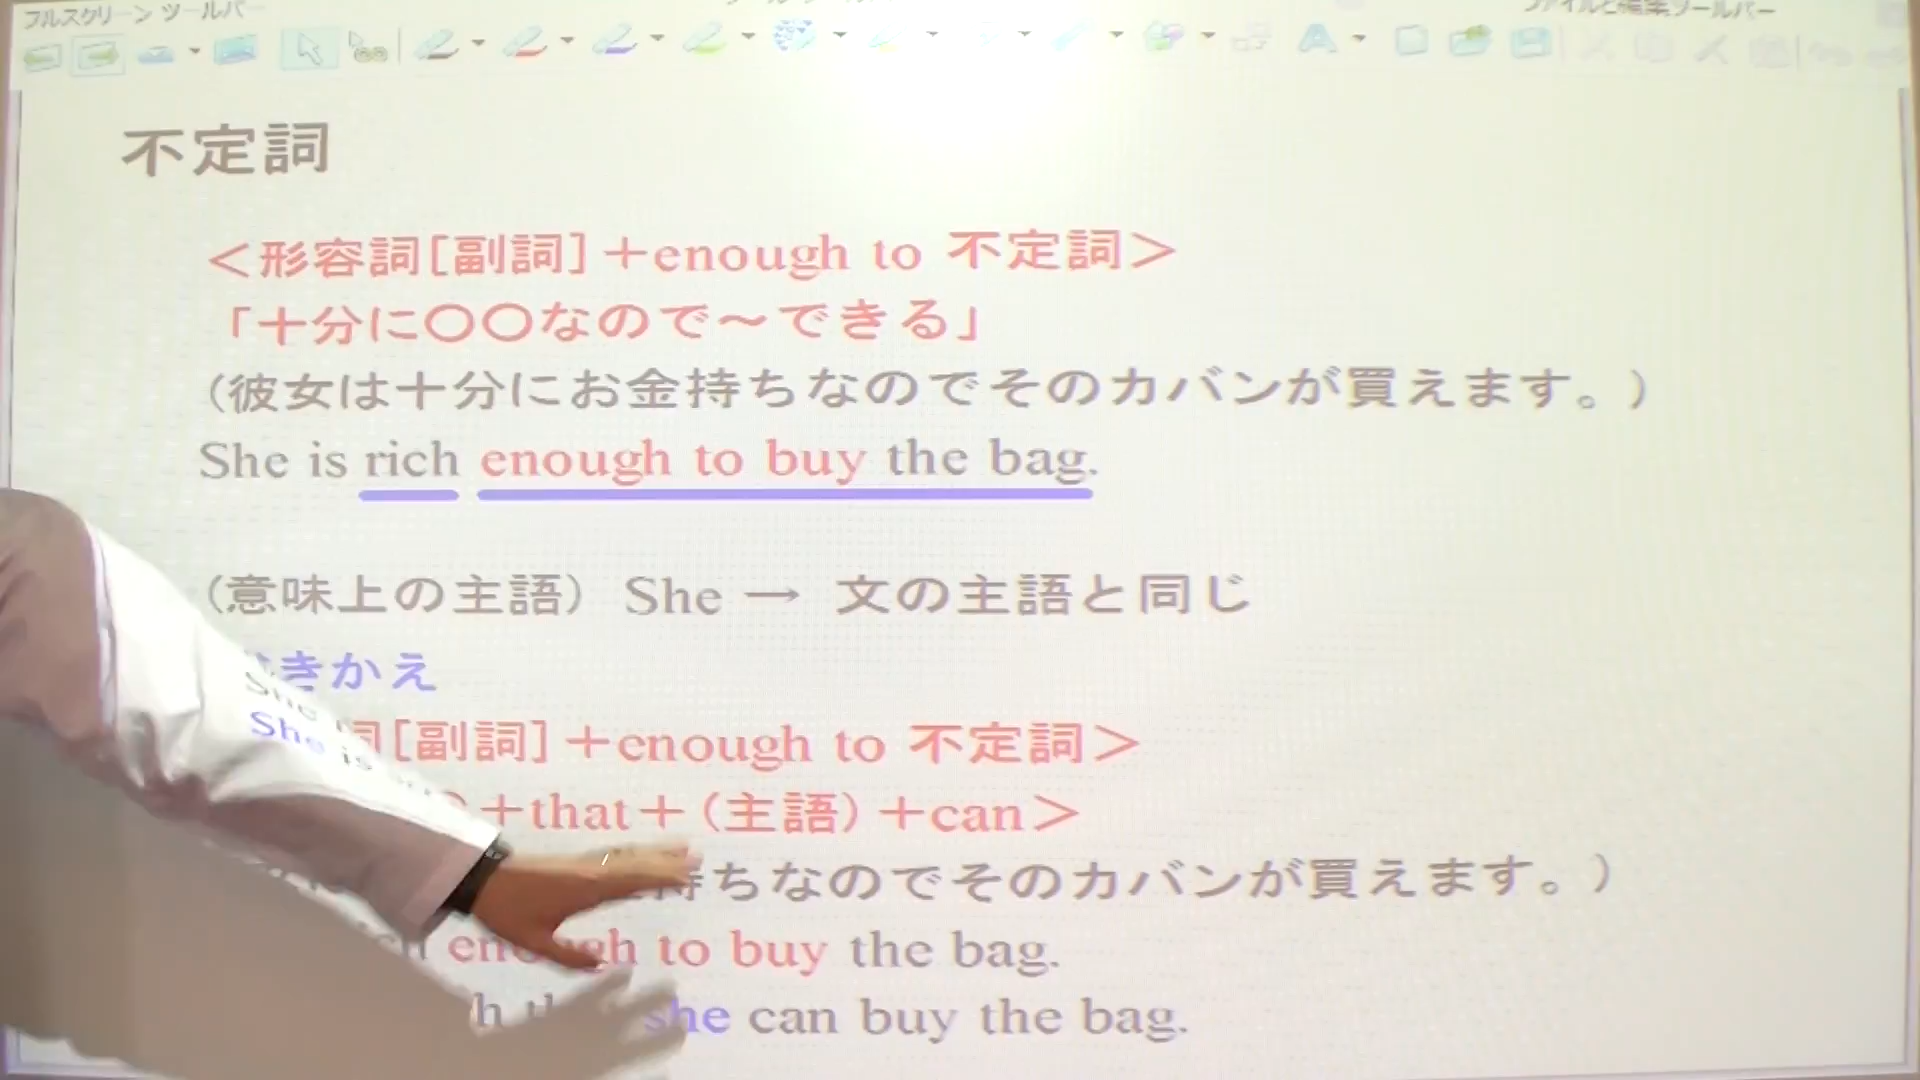 フルスクリーン ツールバー
ファイルと編集ツールバー
不定詞
＜形容詞[副詞]＋enough to 不定詞＞
「十分に〇〇なので～できる」
(彼女は十分にお金持ちなのでそのカバンが買えます。)
She is rich enough to buy the bag.
(意味上の主語) She → 文の主語と同じ
きかえ
詞[副詞]＋enough to 不定詞＞
＋that＋(主語)＋can＞
持ちなのでそのカバンが買えます。)
enough to buy the bag.
she can buy the bag.
She is